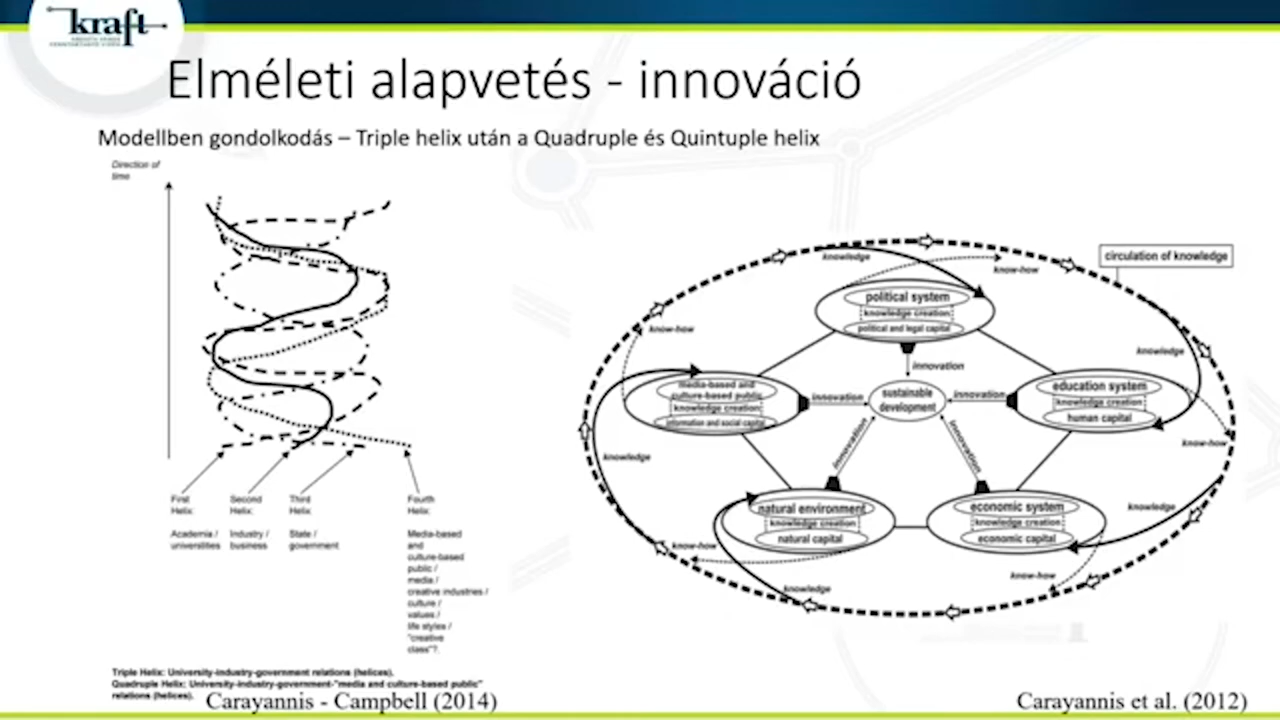 kraft
Elméleti alapvetés - innováció
Modellben gondolkodás – Triple helix után a Quadruple és Quintuple helix
Direction of
time
First
Helix:
Academia /
universtities
Second
Helix:
Industry /
business
Third
Helix:
State /
government
Fourth
Helix:
Media-based
and
culture-based
public /
media /
creative industries /
culture /
values /
life styles /
"creative
class"?.
Triple Helix: University-industry-government relations (helices).
Quadruple Helix: University-industry-government-"media and culture-based public"
relations (helices).
Carayannis - Campbell (2014)
circulation of knowledge
knowledge
know-how
political system
knowledge creation
political and legal capital
innovation
know-how
media-based and
culture-based public
knowledge creation
information and social capital
innovation
sustainable
development
innovation
knowledge
education system
knowledge creation
human capital
know-how
knowledge
innovation
innovation
natural environment
knowledge creation
natural capital
know-how
knowledge
economic system
knowledge creation
economic capital
knowledge
know-how
Carayannis et al. (2012)